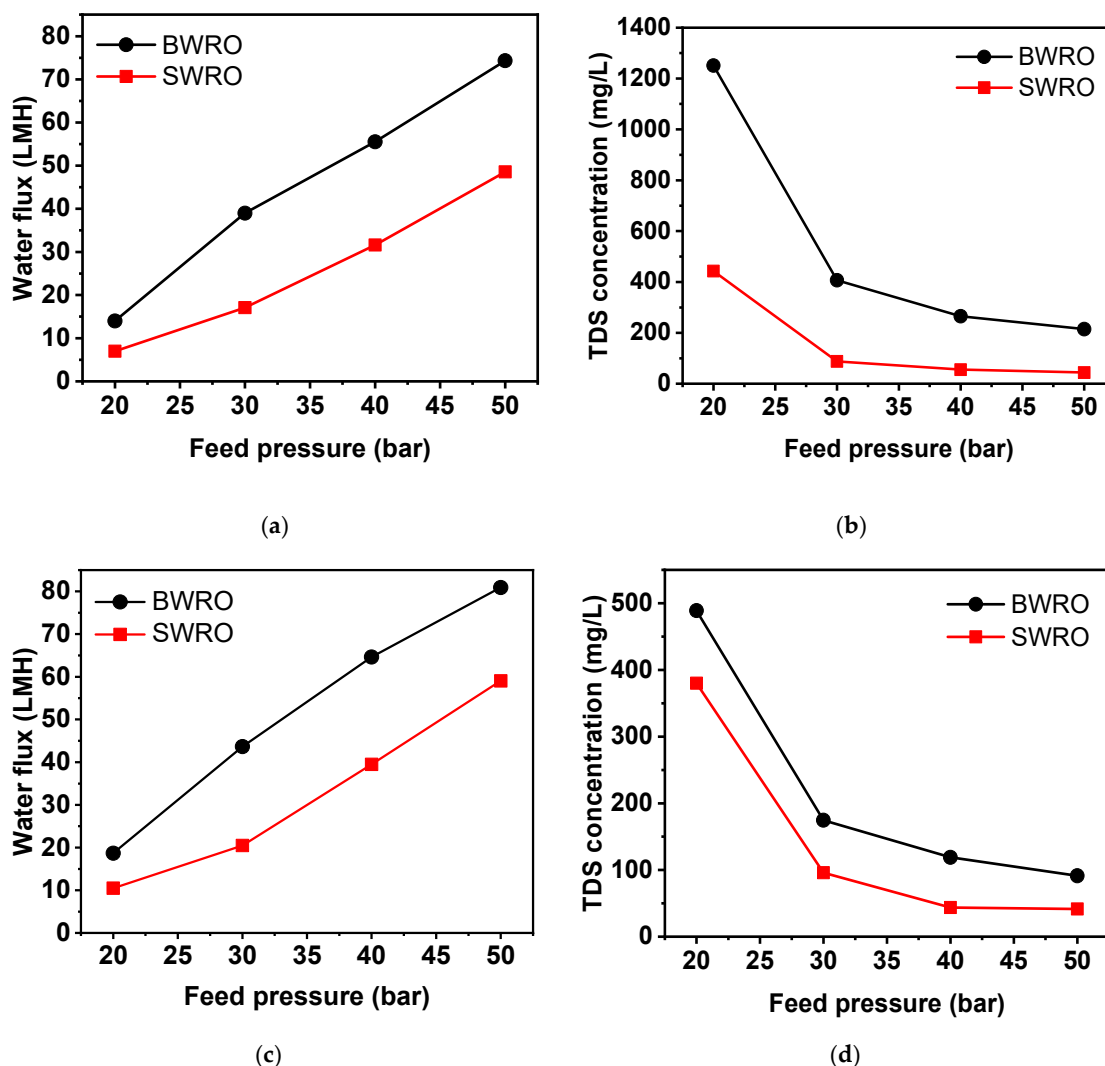 80
70
60
50
40
30
20
10
0
Water flux (LMH)
BWRO
SWRO
20 25 30 35 40 45 50
Feed pressure (bar)
(a)
1400
1200
1000
800
600
400
200
0
TDS concentration (mg/L)
BWRO
SWRO
20 25 30 35 40 45 50
Feed pressure (bar)
(b)
80
70
60
50
40
30
20
10
0
Water flux (LMH)
BWRO
SWRO
20 25 30 35 40 45 50
Feed pressure (bar)
(c)
500
400
300
200
100
0
TDS concentration (mg/L)
BWRO
SWRO
20 25 30 35 40 45 50
Feed pressure (bar)
(d)